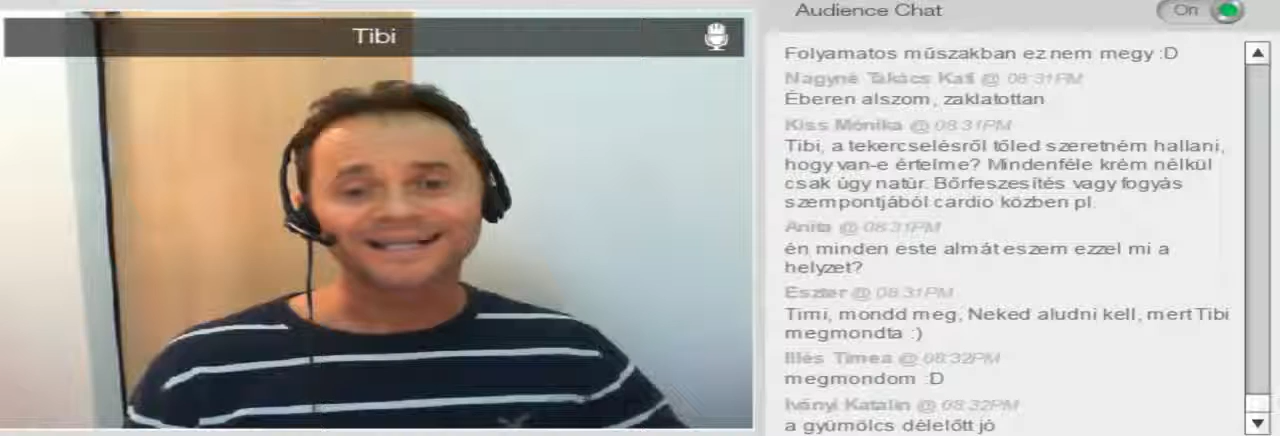 Tibi
Audience Chat
On
Folyamatos műszakban ez nem megy :D
Nagyné Takács Kati @ 08:31PM
Éberen alszom, zaklatottan
Kiss Mónika @ 08:31PM
Tibi, a tekercselésről tőled szeretném hallani,
hogy van-e értelme? Mindenféle krém nélkül
csak úgy natúr. Bőrfeszesítés vagy fogyás
szempontjából cardio közben pl.
Anita @ 08:31PM
én minden este almát eszem ezzel mi a
helyzet?
Eszter @ 08:31PM
Timi, mondd meg, Neked aludni kell, mert Tibi
megmondta :)
Illés Tímea @ 08:32PM
megmondom :D
Iványi Katalin @ 08:32PM
a gyümölcs délelőtt jó